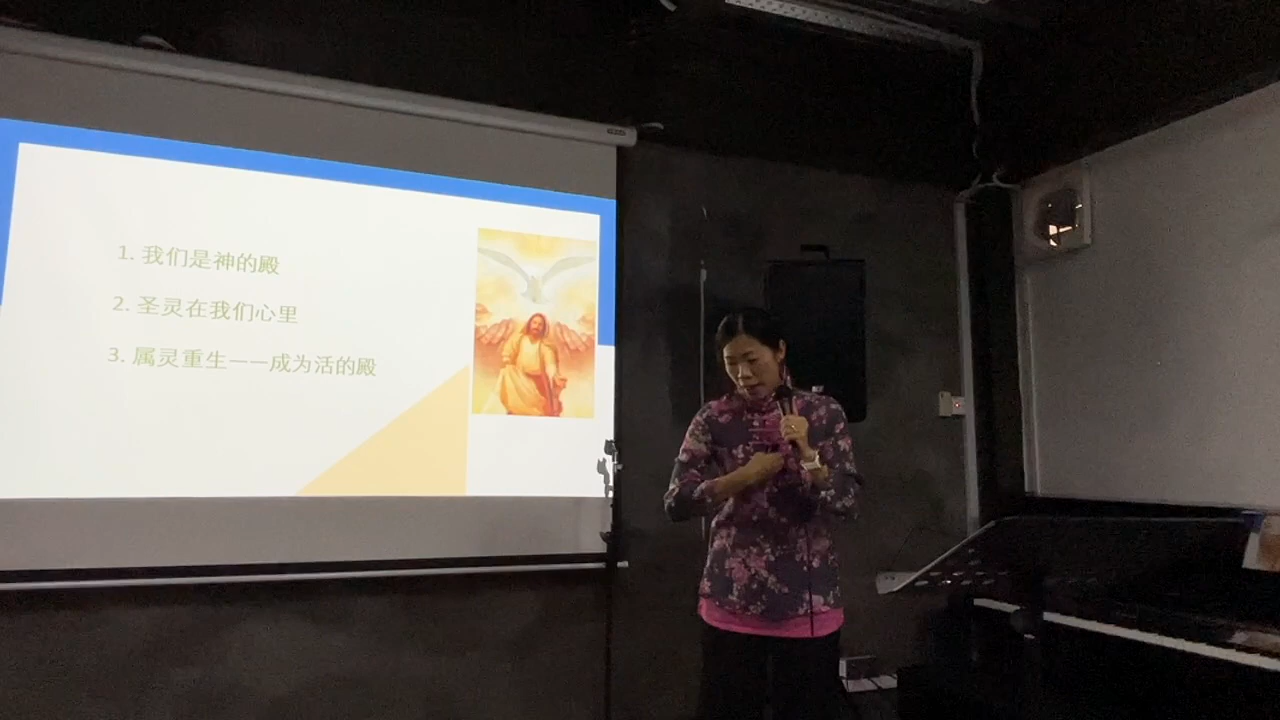 1. 我们是神的殿
2. 圣灵在我们心里
3. 属灵重生——成为活的殿